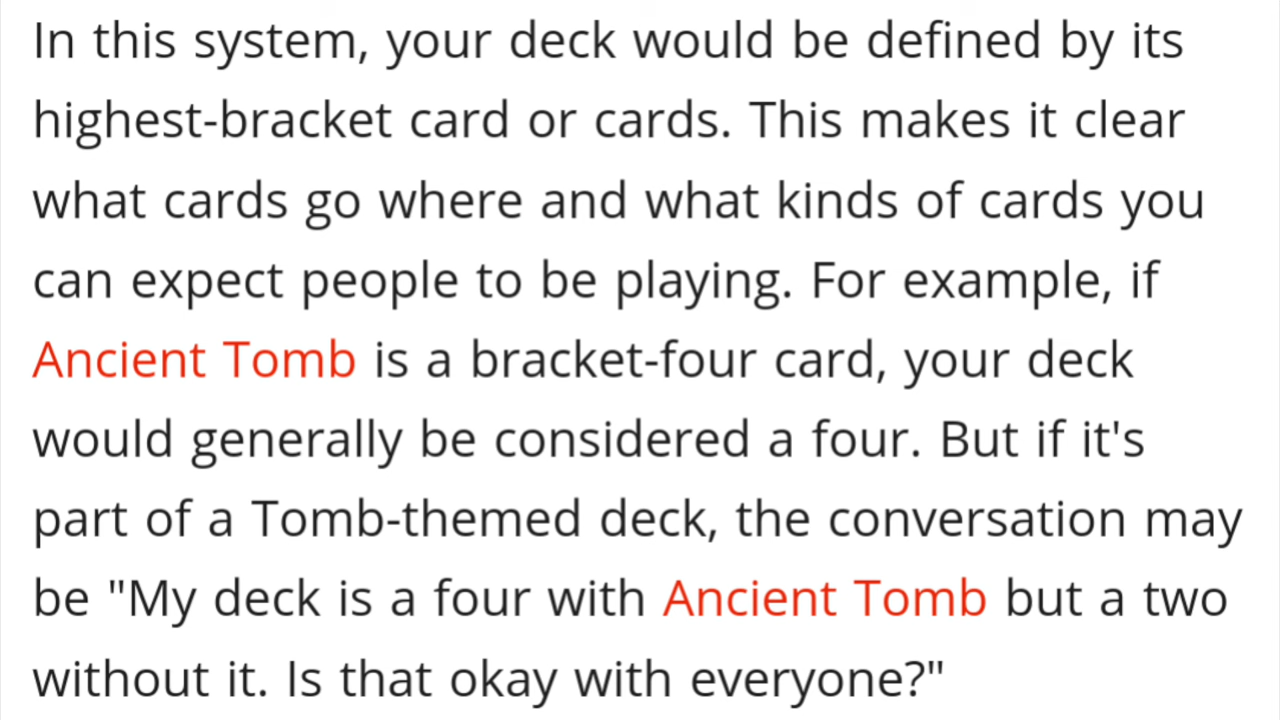 In this system, your deck would be defined by its
highest-bracket card or cards. This makes it clear
what cards go where and what kinds of cards you
can expect people to be playing. For example, if
Ancient Tomb is a bracket-four card, your deck
would generally be considered a four. But if it's
part of a Tomb-themed deck, the conversation may
be "My deck is a four with Ancient Tomb but a two
without it. Is that okay with everyone?"